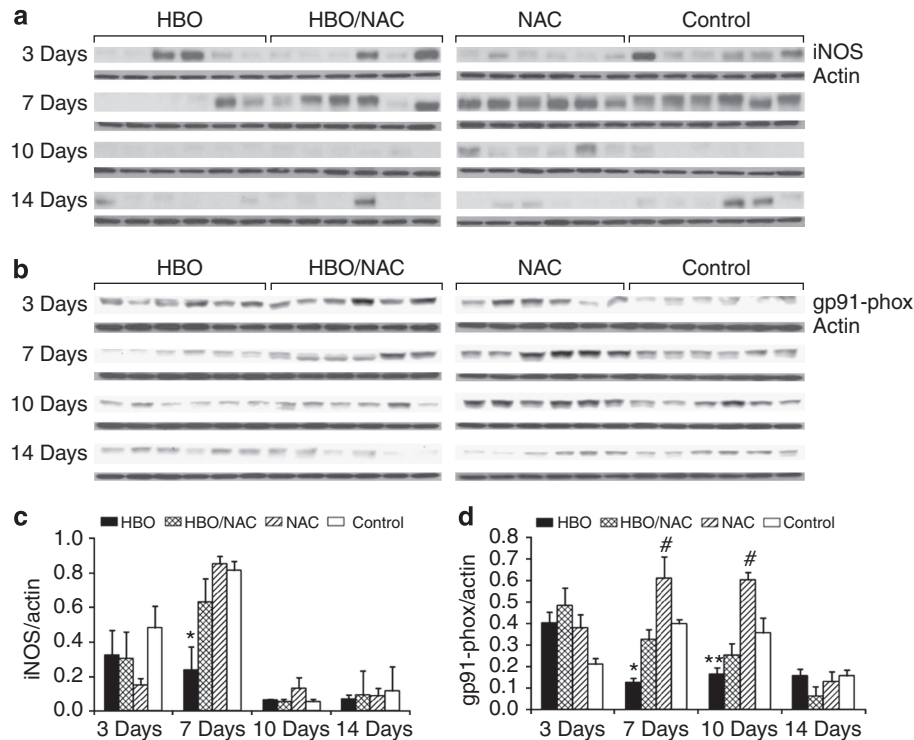 a
HBO HBO/NAC NAC Control
3 Days iNOS
Actin
7 Days
10 Days
14 Days
b
HBO HBO/NAC NAC Control
3 Days gp91-phox
Actin
7 Days
10 Days
14 Days
c
HBO HBO/NAC NAC Control
iNOS/actin
1.0
0.8
0.6
0.4
0.2
0.0
*
3 Days 7 Days 10 Days 14 Days
d
HBO HBO/NAC NAC Control
gp91-phox/actin
0.8
0.7
0.6
0.5
0.4
0.3
0.2
0.1
0.0
# #
* **
3 Days 7 Days 10 Days 14 Days